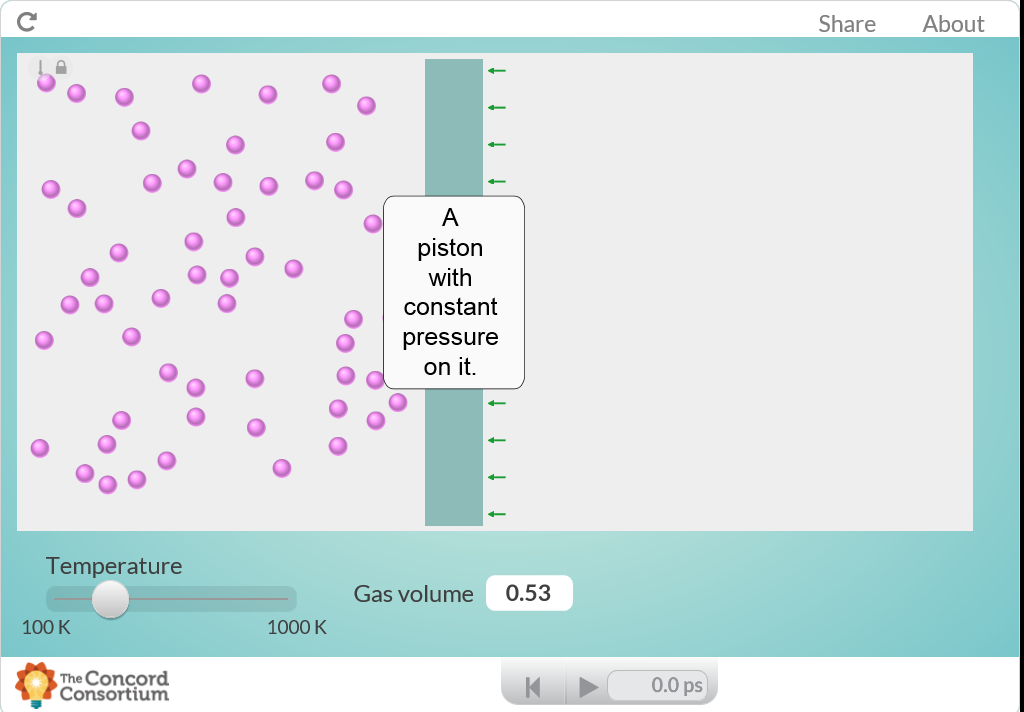 Share About
A
piston
with
constant
pressure
on it.
Temperature
100 K 1000 K
Gas volume 0.53
The Concord
Consortium
0.0 ps